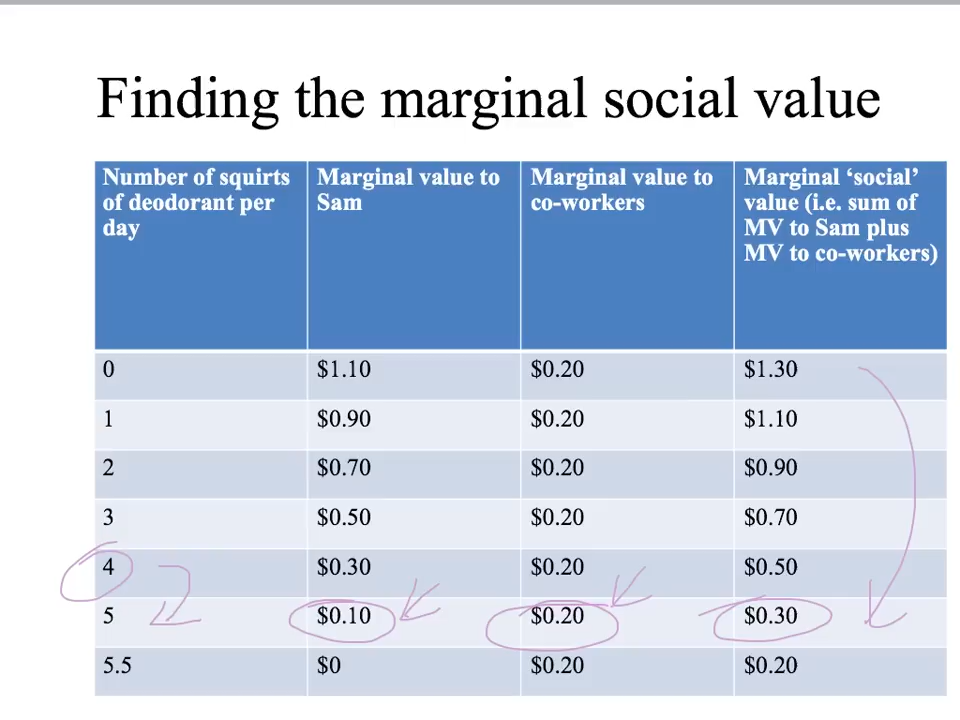 Finding the marginal social value
Number of squirts of deodorant per day
Marginal value to Sam
Marginal value to co-workers
Marginal ‘social’ value (i.e. sum of MV to Sam plus MV to co-workers)
0 $1.10 $0.20 $1.30
1 $0.90 $0.20 $1.10
2 $0.70 $0.20 $0.90
3 $0.50 $0.20 $0.70
4 $0.30 $0.20 $0.50
5 $0.10 $0.20 $0.30
5.5 $0 $0.20 $0.20